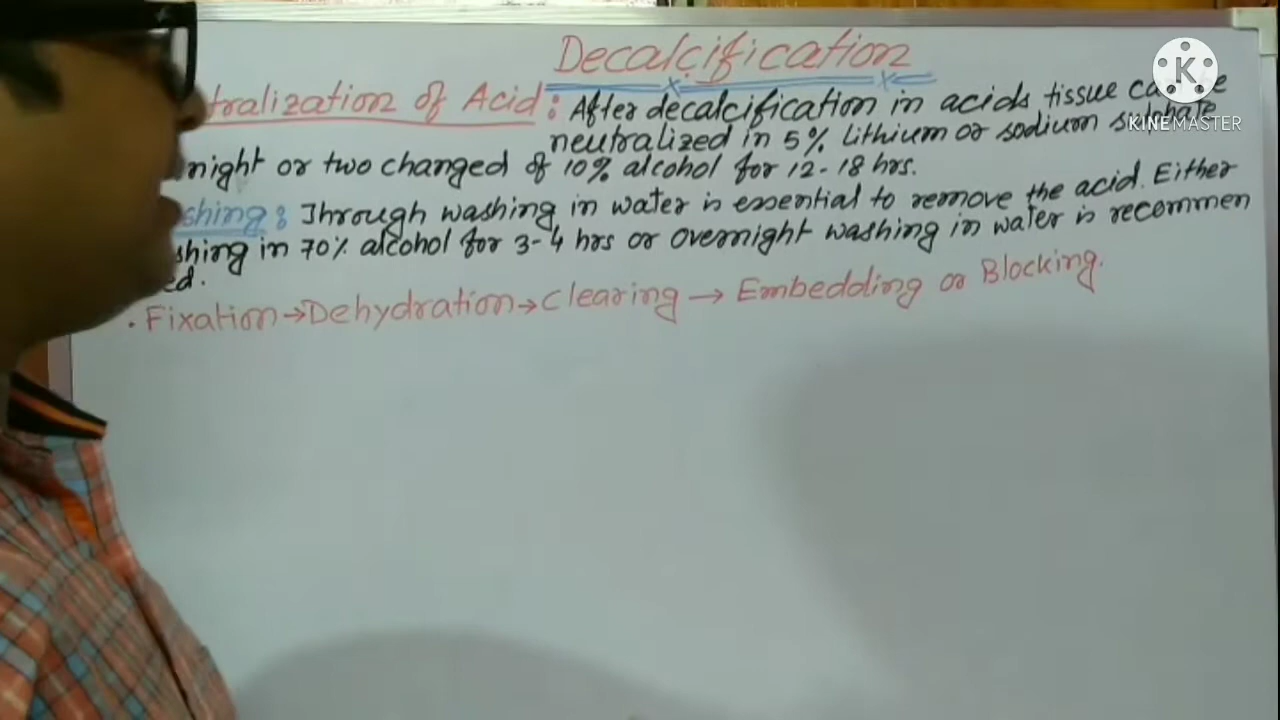 Decalcification
tralization of Acid : After decalcification in acids tissue ca e
neutralized in 5% Lithium or sodium sulphate
night or two changed of 10% alcohol for 12-18 hrs.
shing : Through washing in water is essential to remove the acid. Either
shing in 70% alcohol for 3-4 hrs or overnight washing in water is recommen
ed.
. Fixation → Dehydration → Clearing → Embedding or Blocking.
K
KINEMASTER